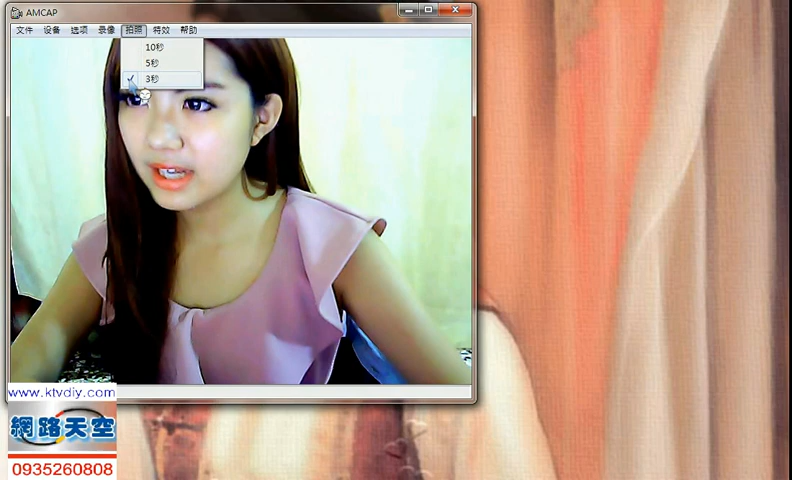 AMCAP
文件 设备 选项 录像 拍照 特效 帮助
10秒
5秒
3秒
www.ktvdiy.com
網路天空
0935260808